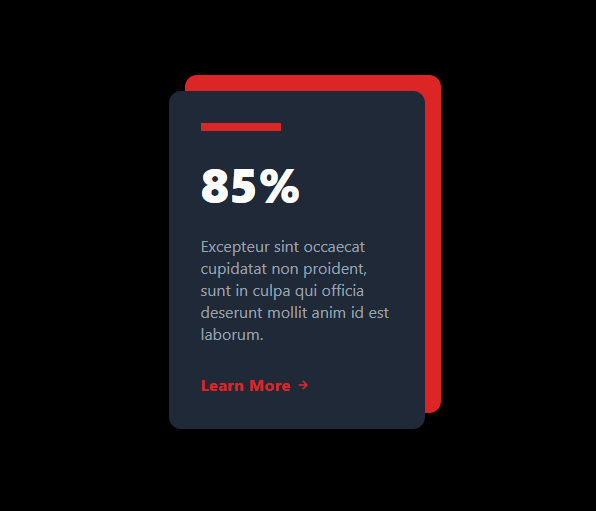 85%
Excepteur sint occaecat
cupidatat non proident,
sunt in culpa qui officia
deserunt mollit anim id est
laborum.
Learn More →